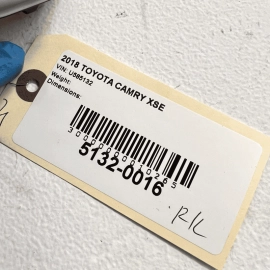 2018 TOYOTA CAMRY XSE
VIN: U585132
Weight:
Dimensions:
5132-0016
R/L